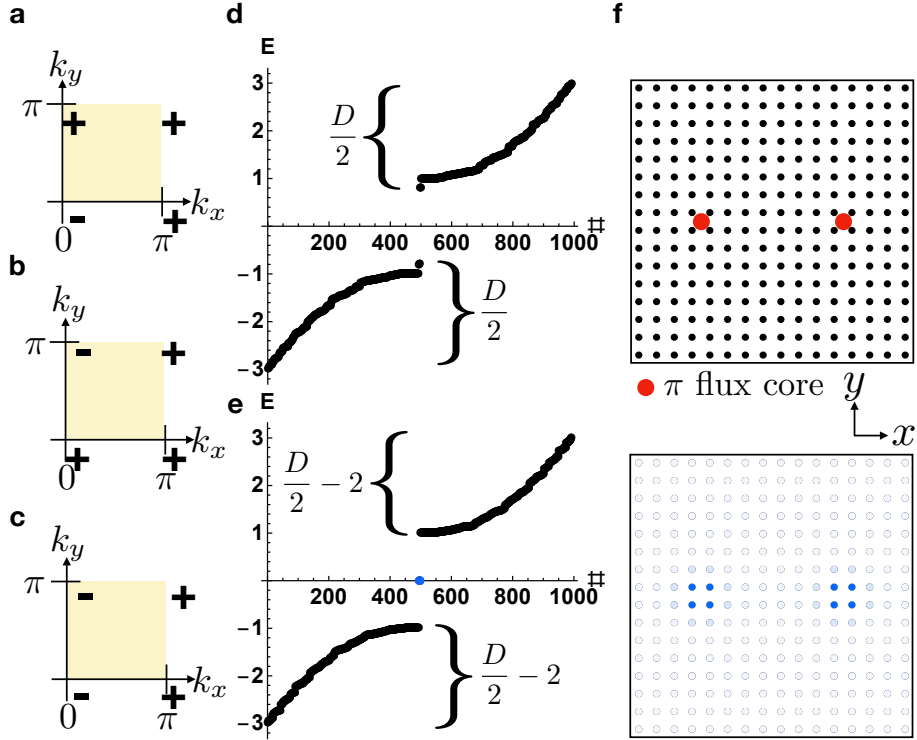 a
k_y
π
+
+
-
+
0
π
k_x
b
k_y
π
-
+
+
+
0
π
k_x
c
k_y
π
-
+
-
+
0
π
k_x
d
E
3
2
1
D/2
200
400
600
800
1000
#
-1
-2
-3
D/2
e
E
3
2
1
D/2 - 2
200
400
600
800
1000
#
-1
-2
-3
D/2 - 2
f
π flux core
y
x